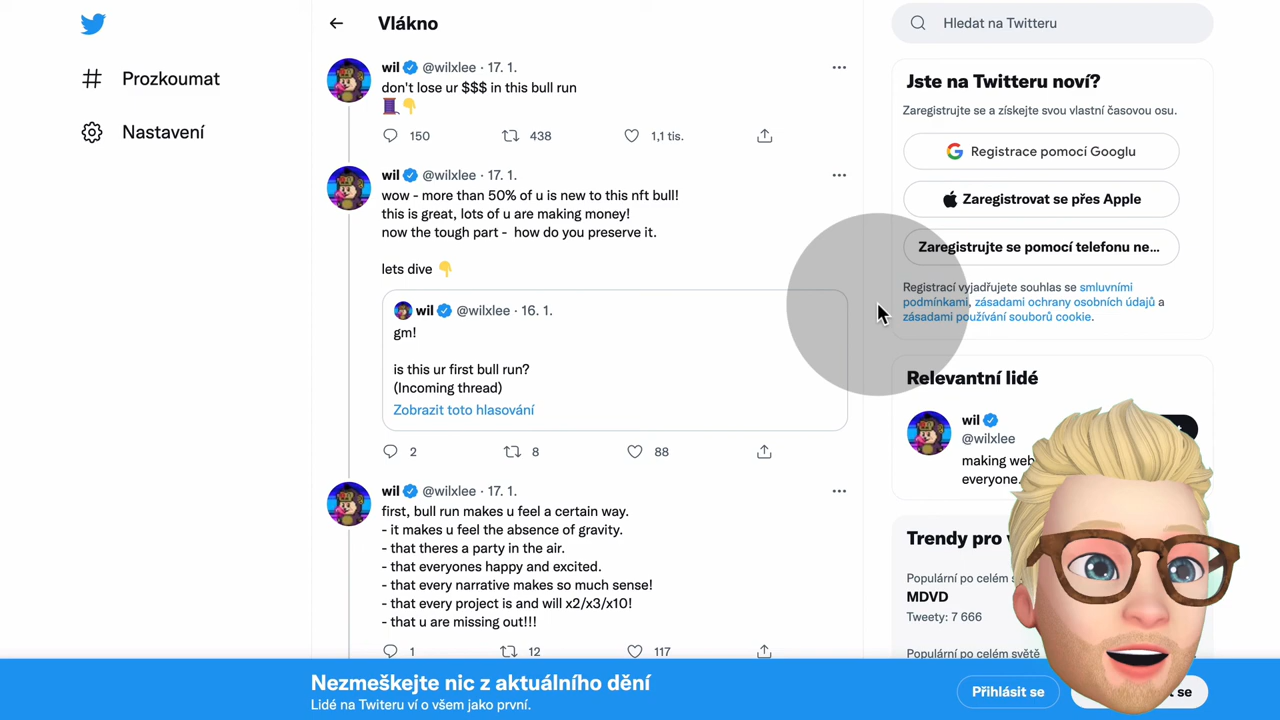 Prozkoumat
Nastavení
Vlákno
wil @wilxlee · 17. 1.
don't lose ur $$$ in this bull run
🧵👇
150 438 1,1 tis.
wil @wilxlee · 17. 1.
wow - more than 50% of u is new to this nft bull!
this is great, lots of u are making money!
now the tough part - how do you preserve it.
lets dive 👇
wil @wilxlee · 16. 1.
gm!
is this ur first bull run?
(Incoming thread)
Zobrazit toto hlasování
2 8 88
wil @wilxlee · 17. 1.
first, bull run makes u feel a certain way.
- it makes u feel the absence of gravity.
- that theres a party in the air.
- that everyones happy and excited.
- that every narrative makes so much sense!
- that every project is and will x2/x3/x10!
- that u are missing out!!!
1 12 117
Hledat na Twitteru
Jste na Twitteru noví?
Zaregistrujte se a získejte svou vlastní časovou osu.
Registrace pomocí Googlu
Zaregistrovat se přes Apple
Zaregistrujte se pomocí telefonu ne...
Registrací vyjadřujete souhlas se smluvními
podmínkami, zásadami ochrany osobních údajů a
zásadami používání souborů cookie.
Relevantní lidé
wil
@wilxlee
making web
everyone.
Trendy pro
Populární po celém
MDVD
Tweety: 7 666
Populární po celém světě
Nezmeškejte nic z aktuálního dění
Lidé na Twiteru ví o všem jako první.
Přihlásit se
se